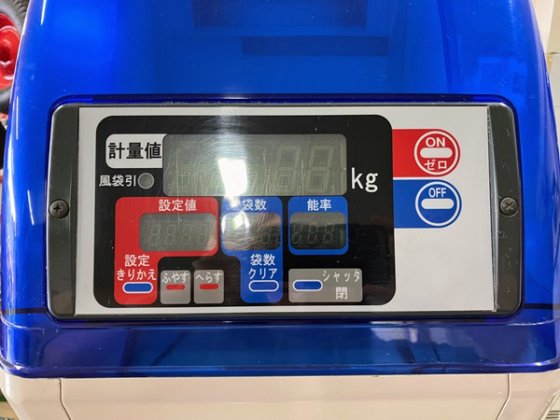 計量値
ON
ゼロ
風袋引
kg
OFF
設定値
袋数
能率
設定
きりかえ
ふやす
へらす
袋数
クリア
シャッタ
閉